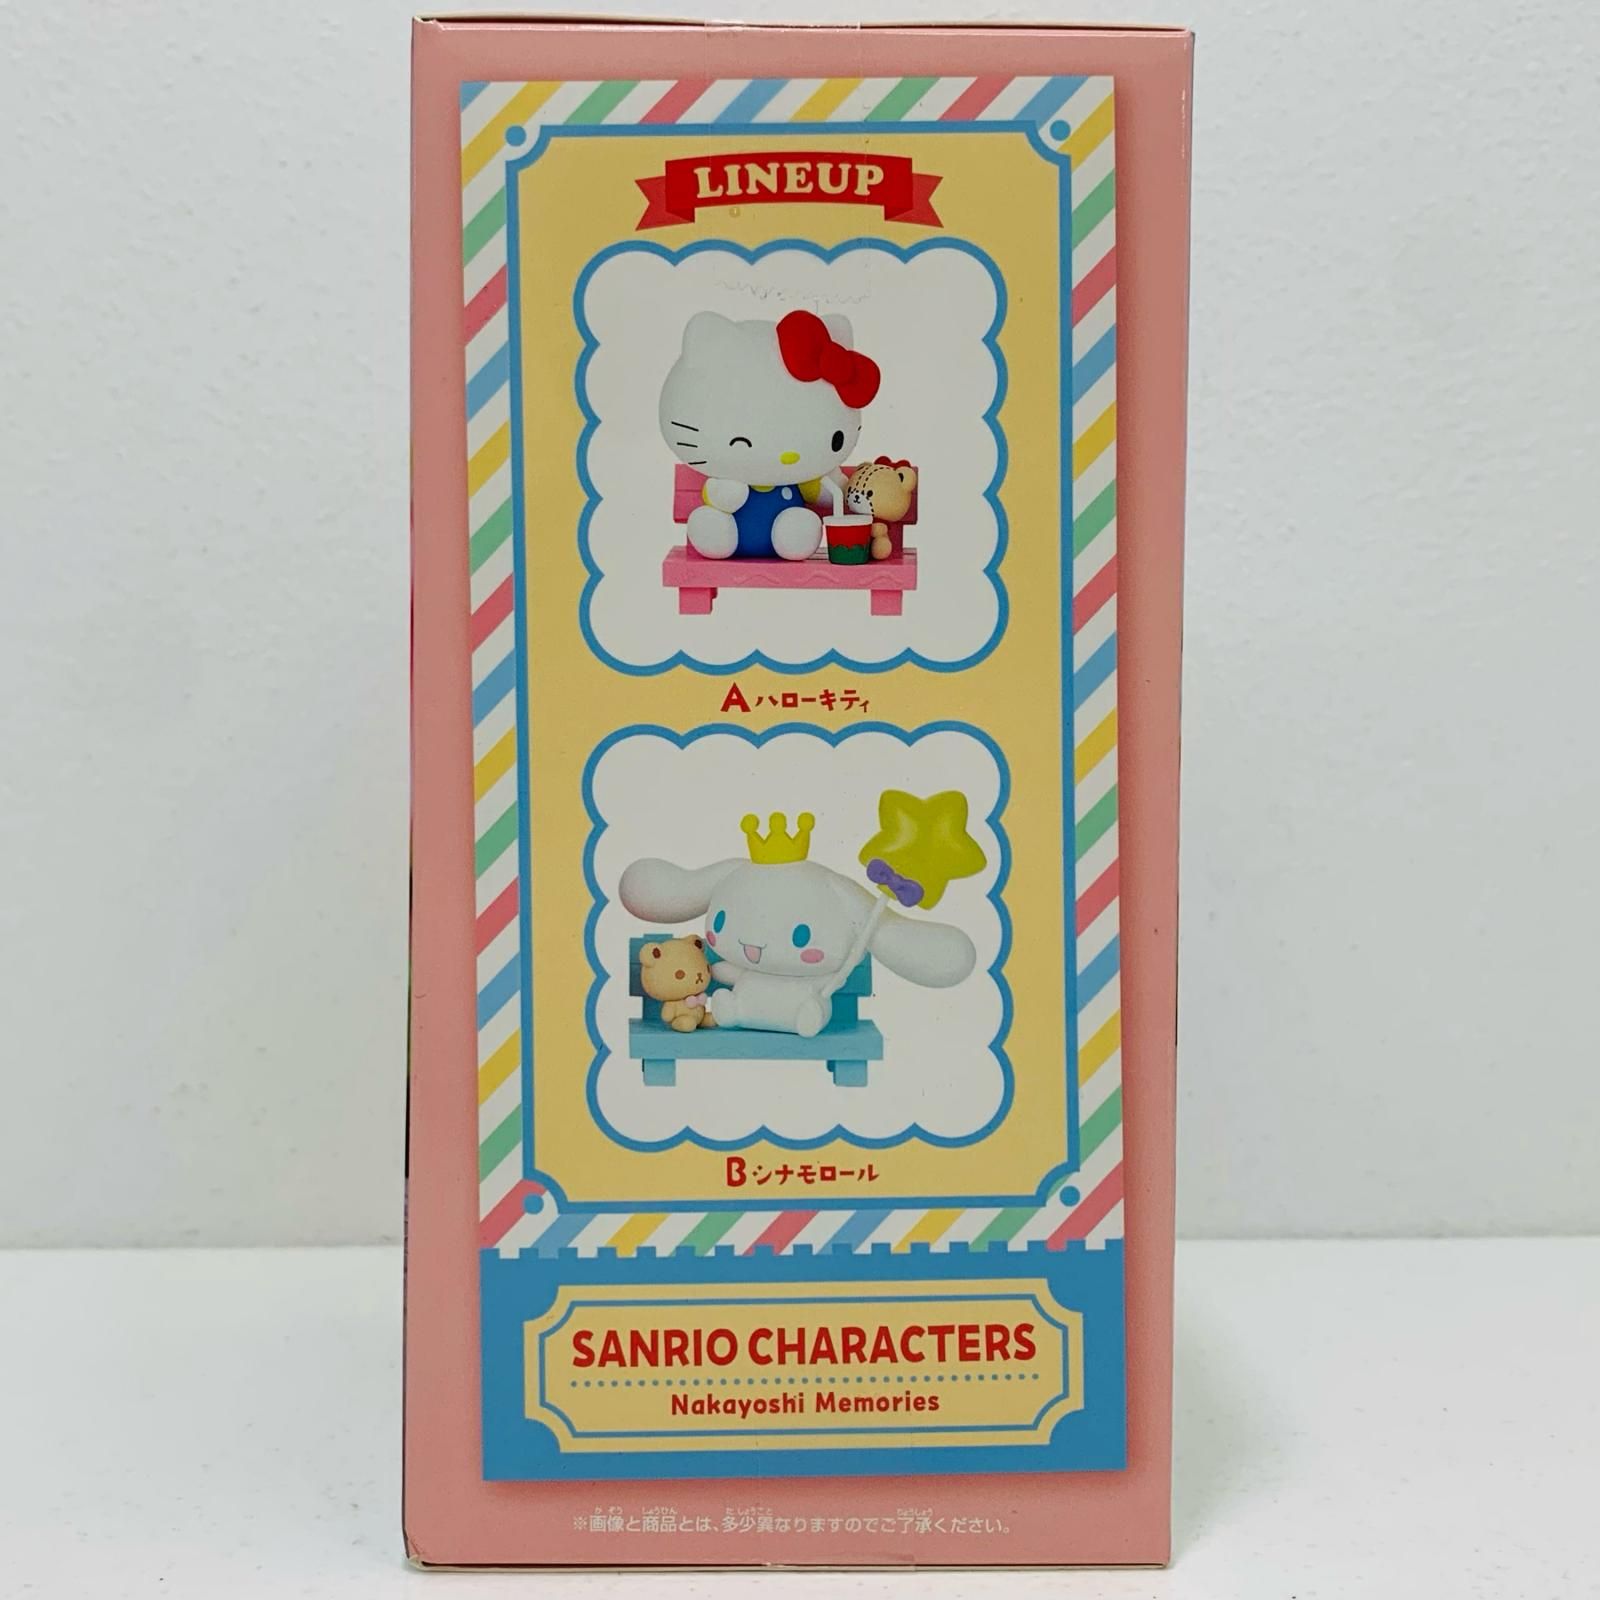 LINEUP
A ハローキティ
B シナモロール
SANRIO CHARACTERS
Nakayoshi Memories
※画像と商品とは、多少異なりますのでご了承ください。